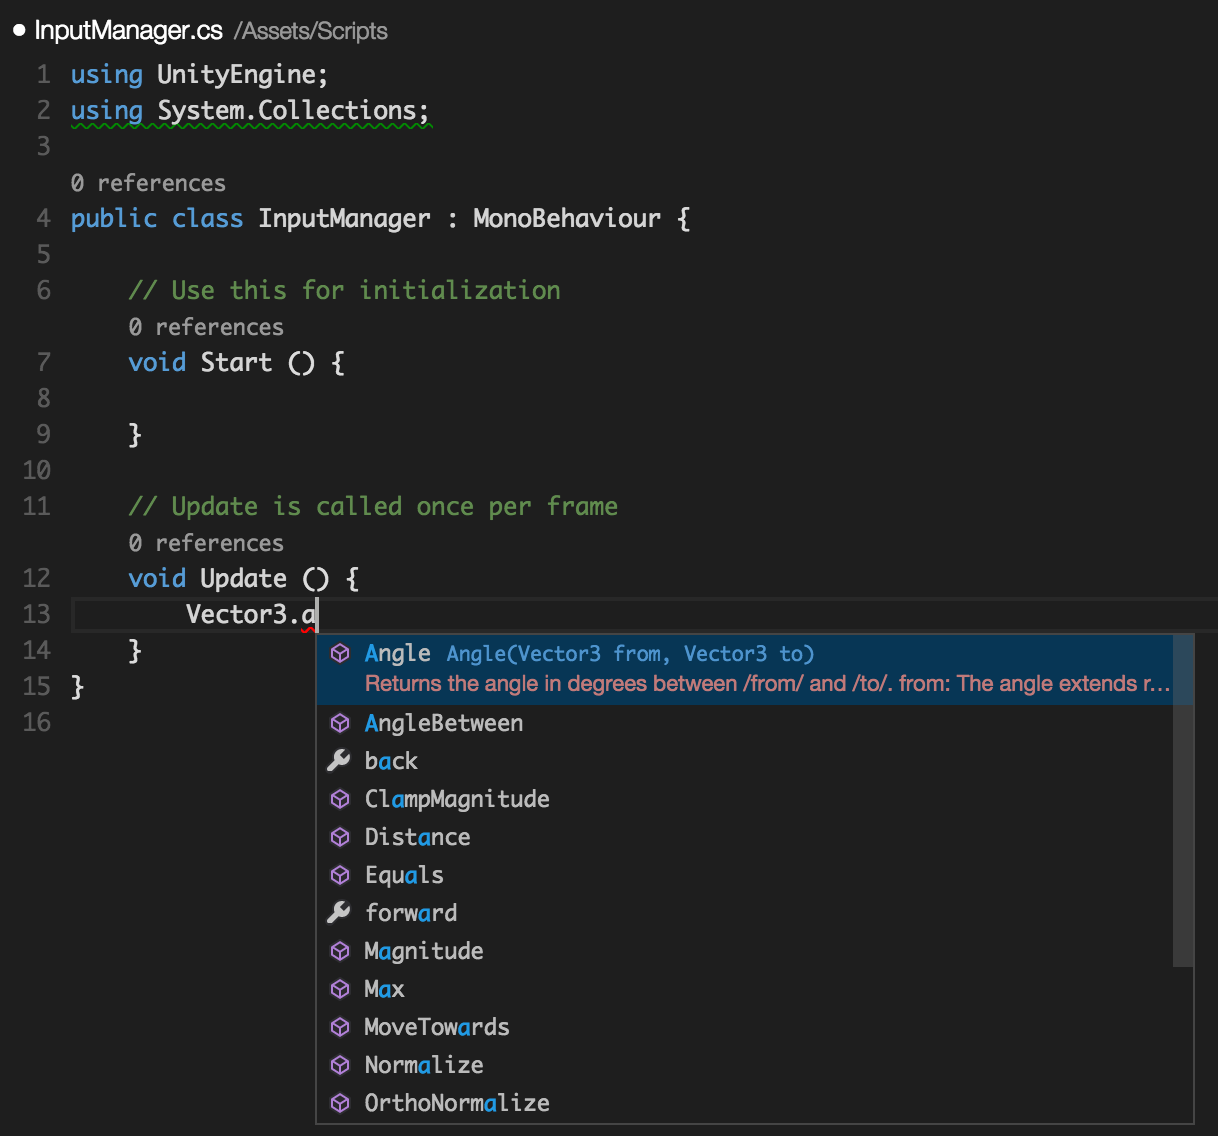 ● InputManager.cs /Assets/Scripts
1 using UnityEngine;
2 using System.Collections;
3
0 references
4 public class InputManager : MonoBehaviour {
5
6 // Use this for initialization
0 references
7 void Start () {
8
9 }
10
11 // Update is called once per frame
0 references
12 void Update () {
13 Vector3.a
14 }
15 }
16
Angle Angle(Vector3 from, Vector3 to)
Returns the angle in degrees between /from/ and /to/. from: The angle extends r...
AngleBetween
back
ClampMagnitude
Distance
Equals
forward
Magnitude
Max
MoveTowards
Normalize
OrthoNormalize